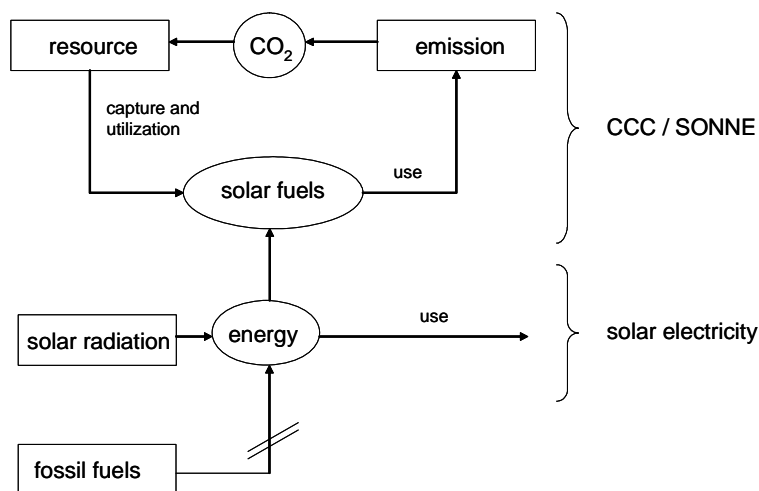 resource
CO2
emission
capture and
utilization
CCC / SONNE
solar fuels
use
solar radiation
energy
use
solar electricity
fossil fuels